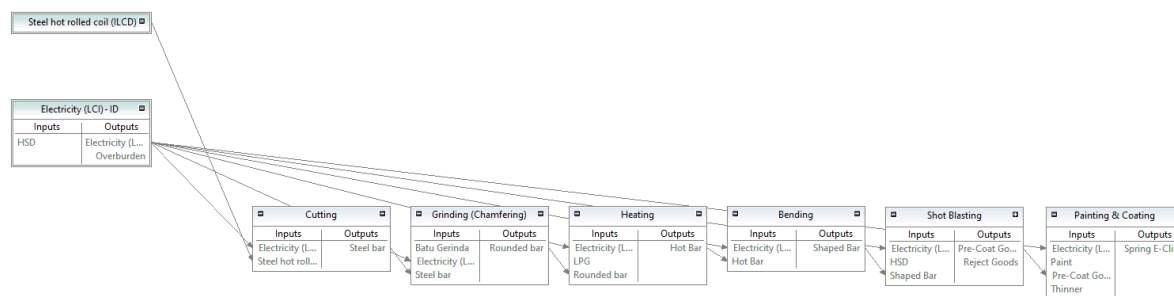 Steel hot rolled coil (ILCD)
Electricity (LCI) - ID
Inputs Outputs
HSD Electricity (L...
Overburden
Cutting
Inputs Outputs
Electricity (L... Steel bar
Steel hot roll...
Grinding (Chamfering)
Inputs Outputs
Batu Gerinda Rounded bar
Electricity (L...
Steel bar
Heating
Inputs Outputs
Electricity (L... Hot Bar
LPG
Rounded bar
Bending
Inputs Outputs
Electricity (L... Shaped Bar
Hot Bar
Shot Blasting
Inputs Outputs
Electricity (L... Pre-Coat Go...
HSD Reject Goods
Shaped Bar
Painting & Coating
Inputs Outputs
Electricity (L... Spring E-Cli
Paint
Pre-Coat Go...
Thinner